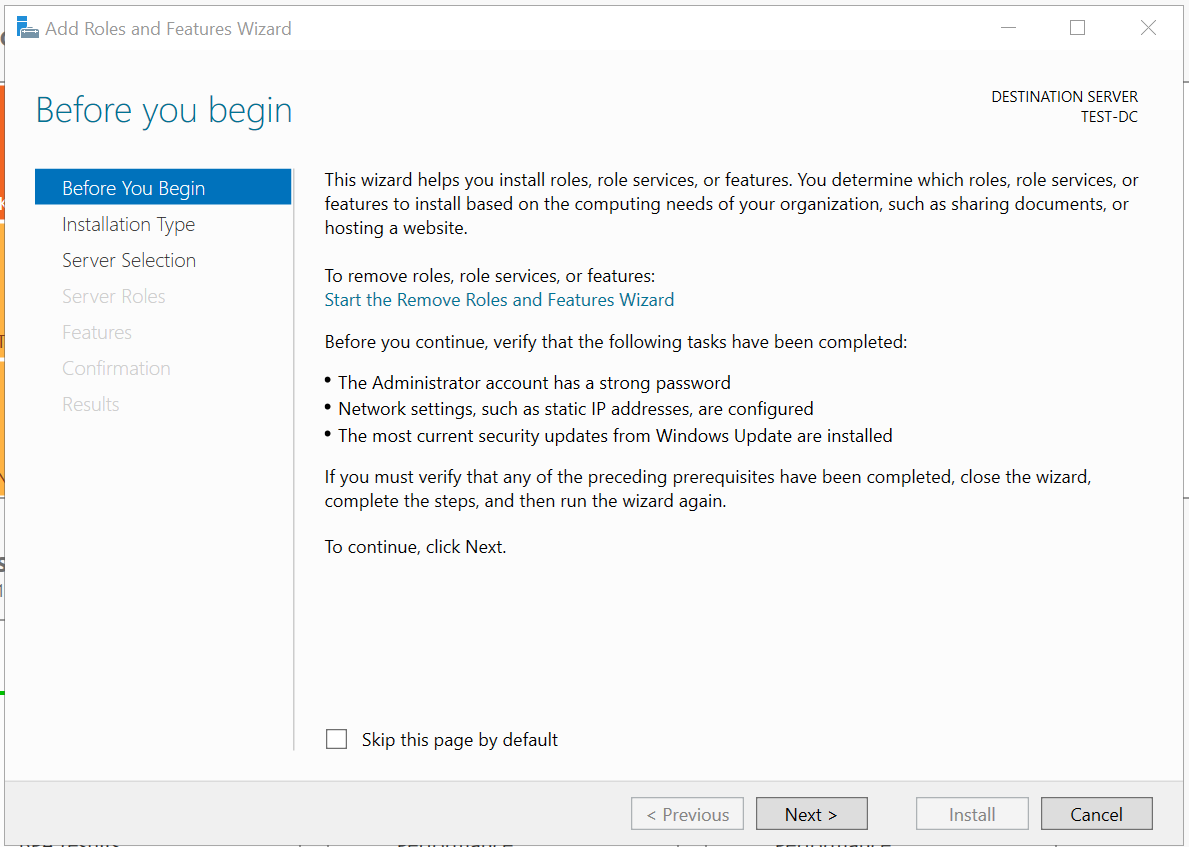 Add Roles and Features Wizard
Before you begin
DESTINATION SERVER
TEST-DC
Before You Begin
Installation Type
Server Selection
Server Roles
Features
Confirmation
Results
This wizard helps you install roles, role services, or features. You determine which roles, role services, or
features to install based on the computing needs of your organization, such as sharing documents, or
hosting a website.
To remove roles, role services, or features:
Start the Remove Roles and Features Wizard
Before you continue, verify that the following tasks have been completed:
• The Administrator account has a strong password
• Network settings, such as static IP addresses, are configured
• The most current security updates from Windows Update are installed
If you must verify that any of the preceding prerequisites have been completed, close the wizard,
complete the steps, and then run the wizard again.
To continue, click Next.
Skip this page by default
< Previous
Next >
Install
Cancel